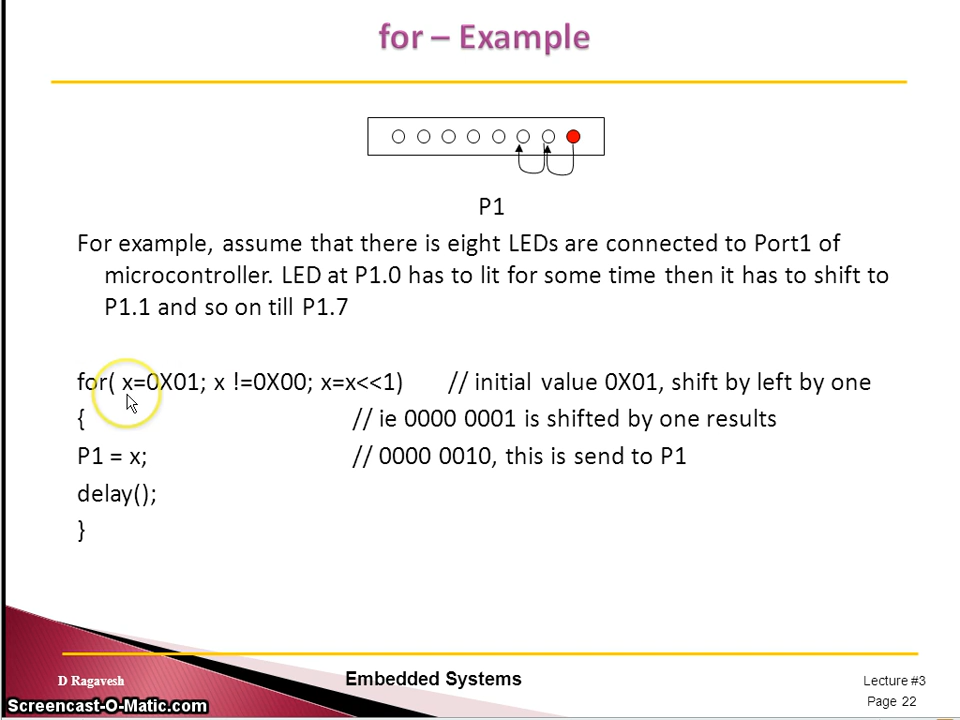 for – Example
P1
For example, assume that there is eight LEDs are connected to Port1 of
microcontroller. LED at P1.0 has to lit for some time then it has to shift to
P1.1 and so on till P1.7
for( x=0X01; x !=0X00; x=x<<1) // initial value 0X01, shift by left by one
{ // ie 0000 0001 is shifted by one results
P1 = x; // 0000 0010, this is send to P1
delay();
}
D Ragavesh Embedded Systems Lecture #3
Page 22
Screencast-O-Matic.com